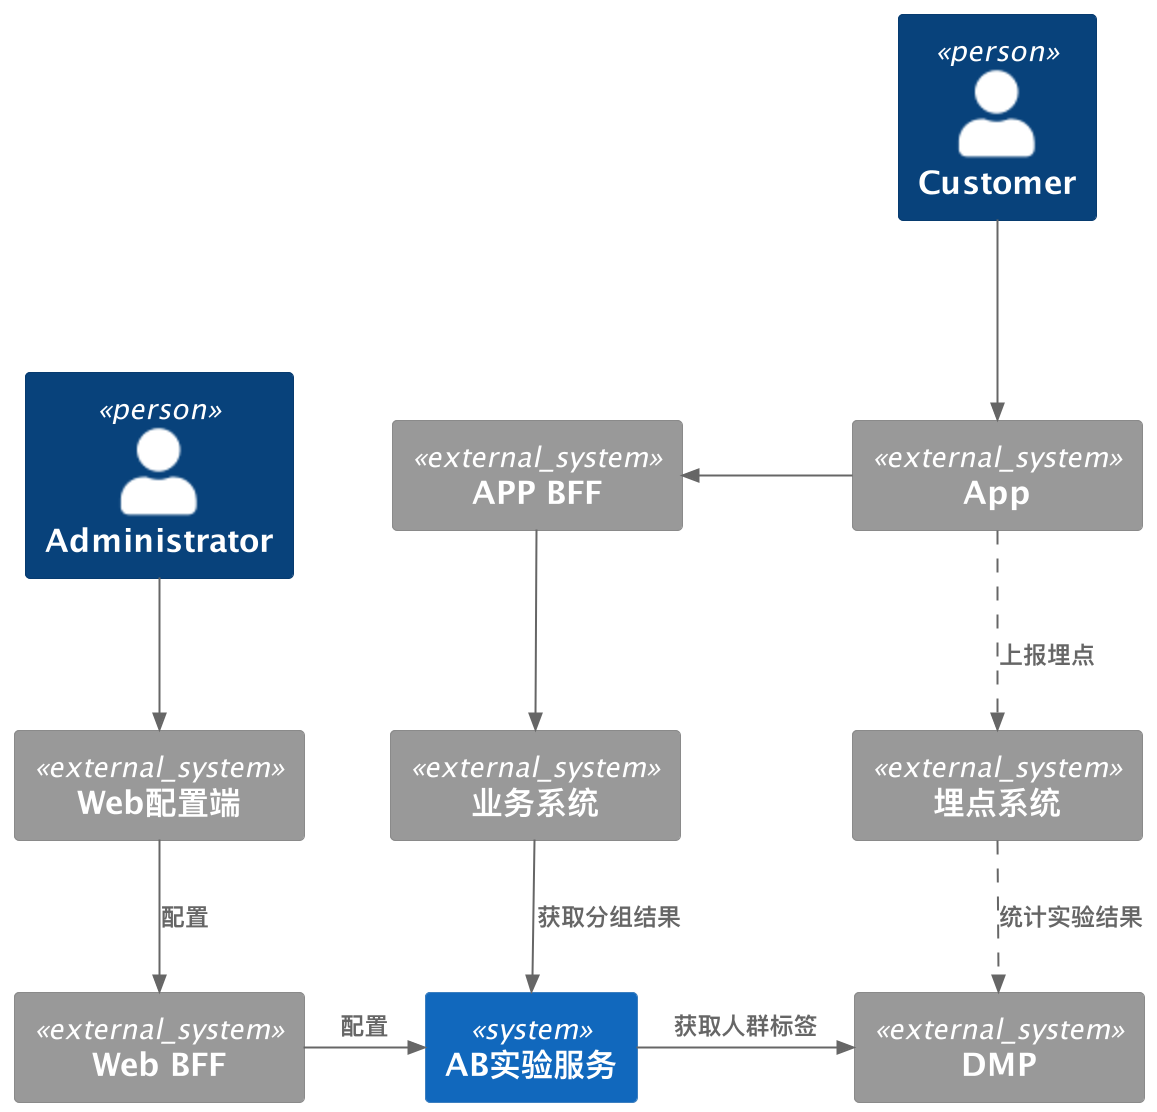 «person»
Customer
«person»
Administrator
«external_system»
APP BFF
«external_system»
App
上报埋点
«external_system»
Web配置端
«external_system»
业务系统
«external_system»
埋点系统
配置
获取分组结果
统计实验结果
«external_system»
Web BFF
配置
«system»
AB实验服务
获取人群标签
«external_system»
DMP